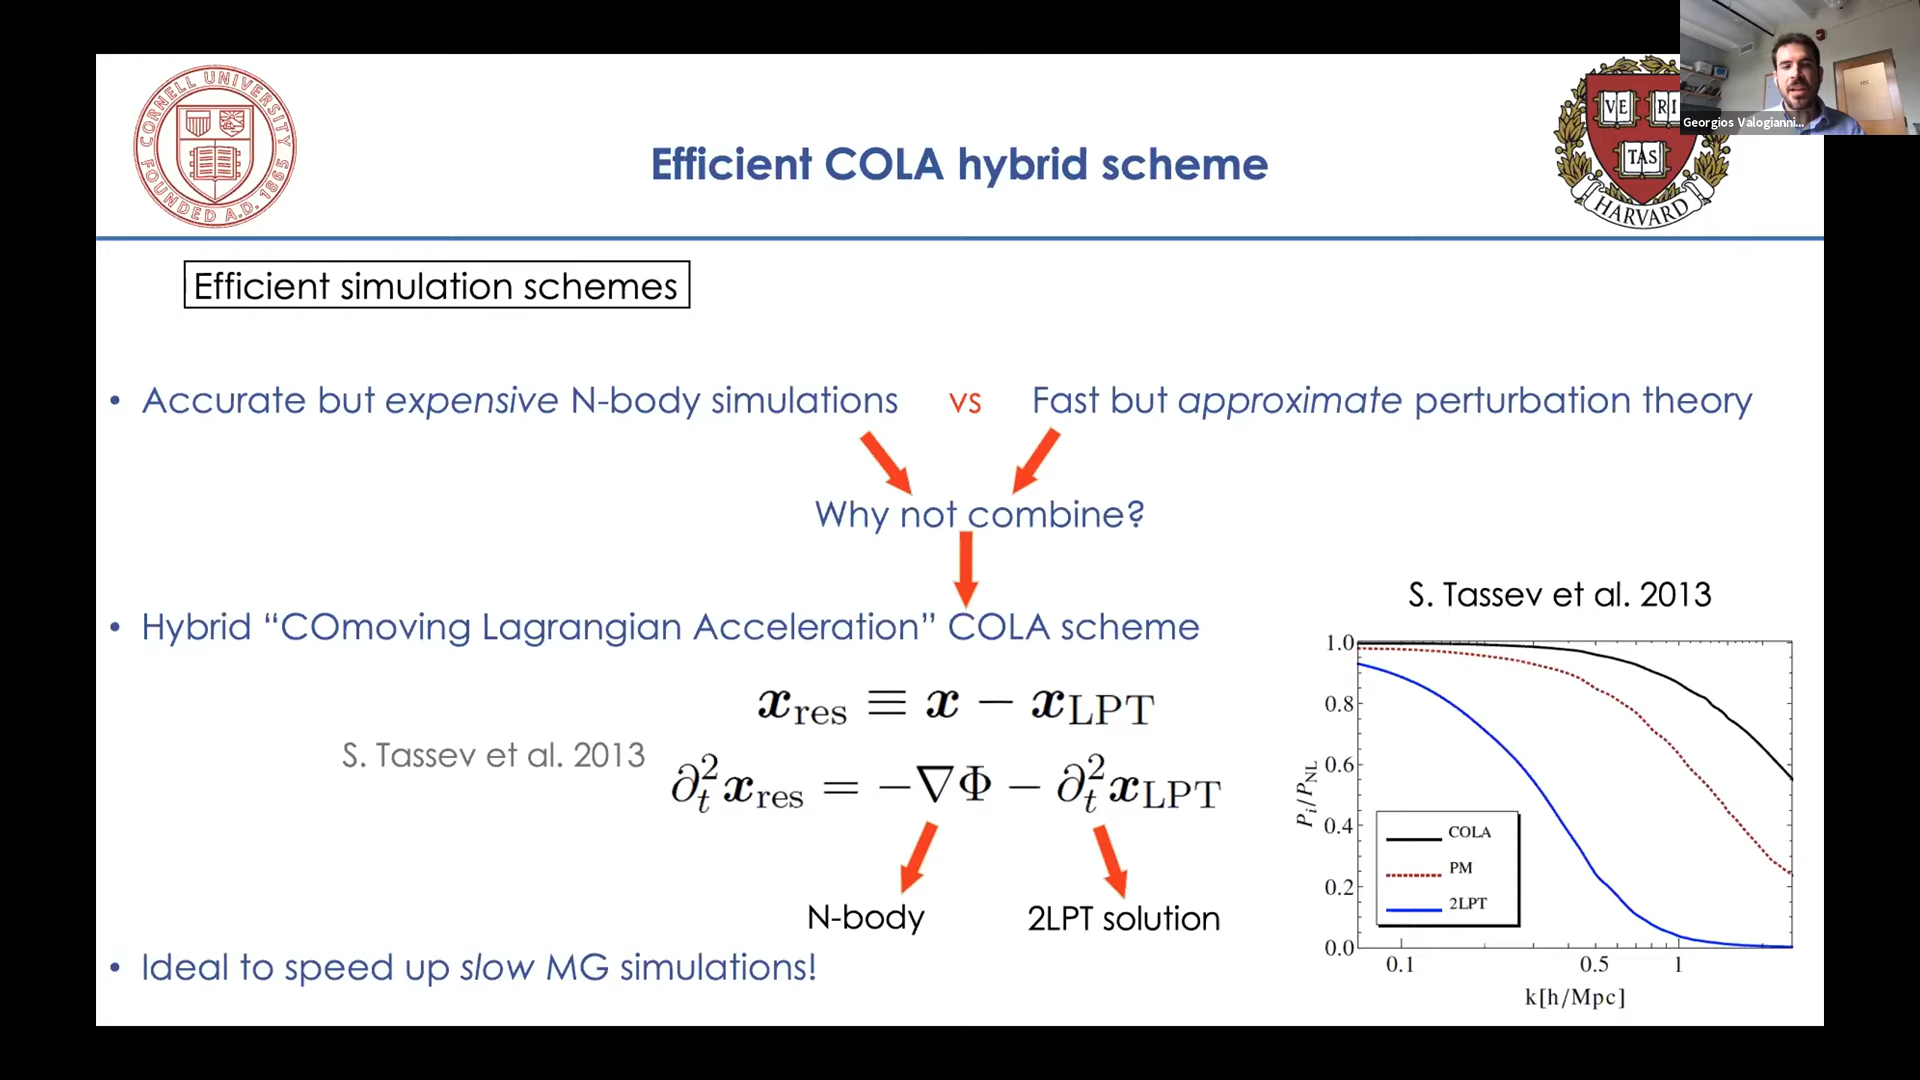 CORNELL UNIVERSITY
FOUNDED A.D. 1865
Efficient COLA hybrid scheme
VE RI
TAS
HARVARD
Georgios Valogianni...
Efficient simulation schemes
• Accurate but expensive N-body simulations vs Fast but approximate perturbation theory
Why not combine?
• Hybrid “COmoving Lagrangian Acceleration” COLA scheme
x_res ≡ x − x_LPT
S. Tassev et al. 2013
∂_t^2 x_res = −∇Φ − ∂_t^2 x_LPT
N-body 2LPT solution
• Ideal to speed up slow MG simulations!
S. Tassev et al. 2013
1.0
0.8
0.6
0.4
0.2
0.0
P_i/P_NL
COLA
PM
2LPT
0.1 0.5 1
k[h/Mpc]